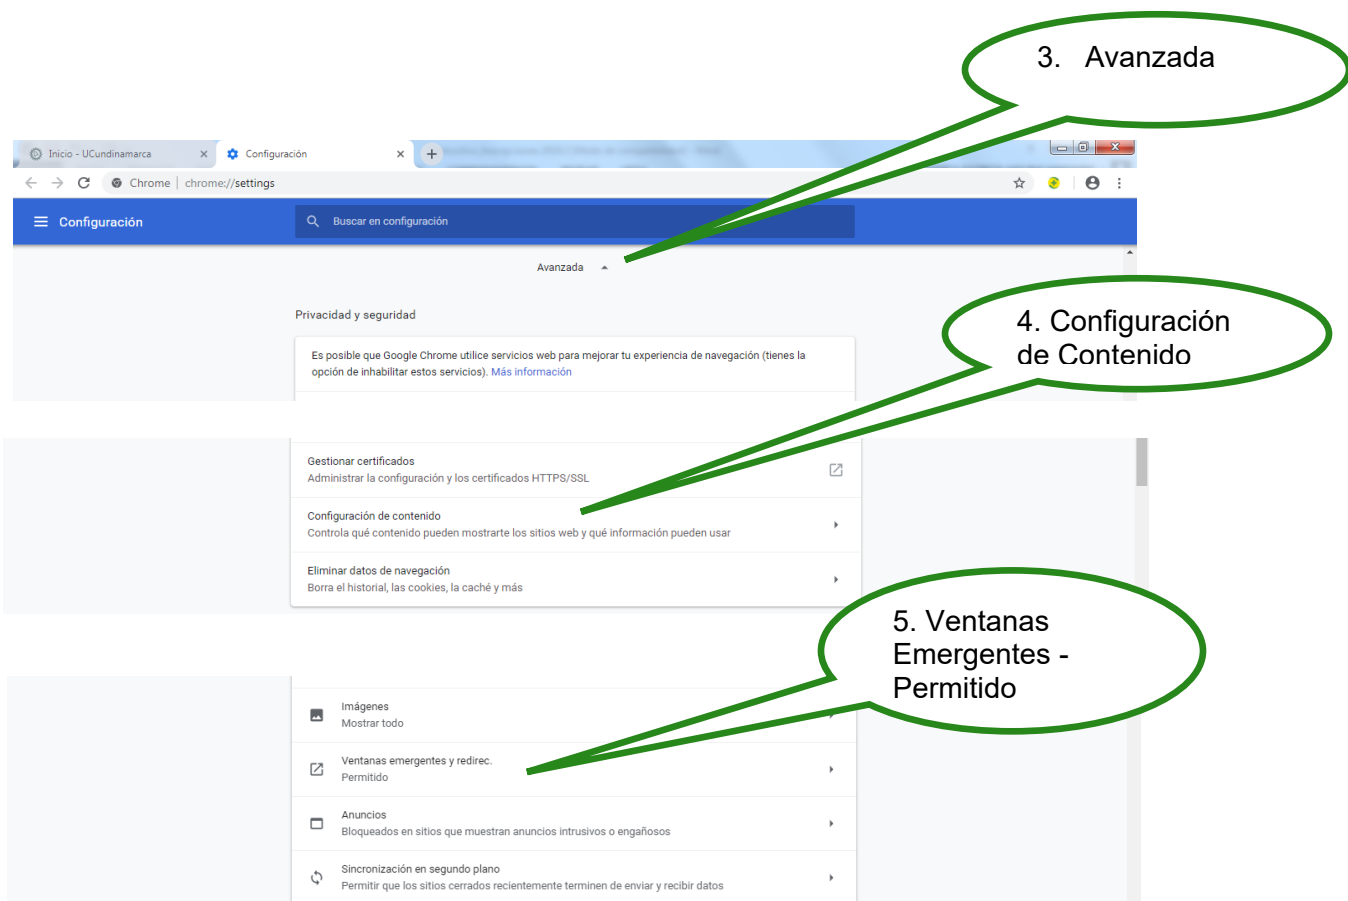 3. Avanzada
Inicio - UCundinamarca
Configuración
Chrome | chrome://settings
Configuración
Buscar en configuración
Avanzada
Privacidad y seguridad
4. Configuración
de Contenido
Es posible que Google Chrome utilice servicios web para mejorar tu experiencia de navegación (tienes la
opción de inhabilitar estos servicios). Más información
Gestionar certificados
Administrar la configuración y los certificados HTTPS/SSL
Configuración de contenido
Controla qué contenido pueden mostrarte los sitios web y qué información pueden usar
Eliminar datos de navegación
Borra el historial, las cookies, la caché y más
5. Ventanas
Emergentes -
Permitido
Imágenes
Mostrar todo
Ventanas emergentes y redirec.
Permitido
Anuncios
Bloqueados en sitios que muestran anuncios intrusivos o engañosos
Sincronización en segundo plano
Permitir que los sitios cerrados recientemente terminen de enviar y recibir datos